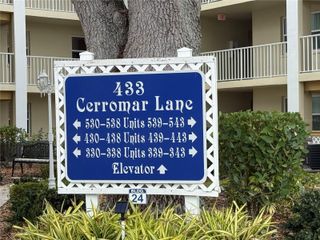 433
Cerromar Lane
← 530-538 Units 539-543 →
← 430-438 Units 439-443 →
← 330-338 Units 339-343 →
Elevator ↑
BLDG.
24